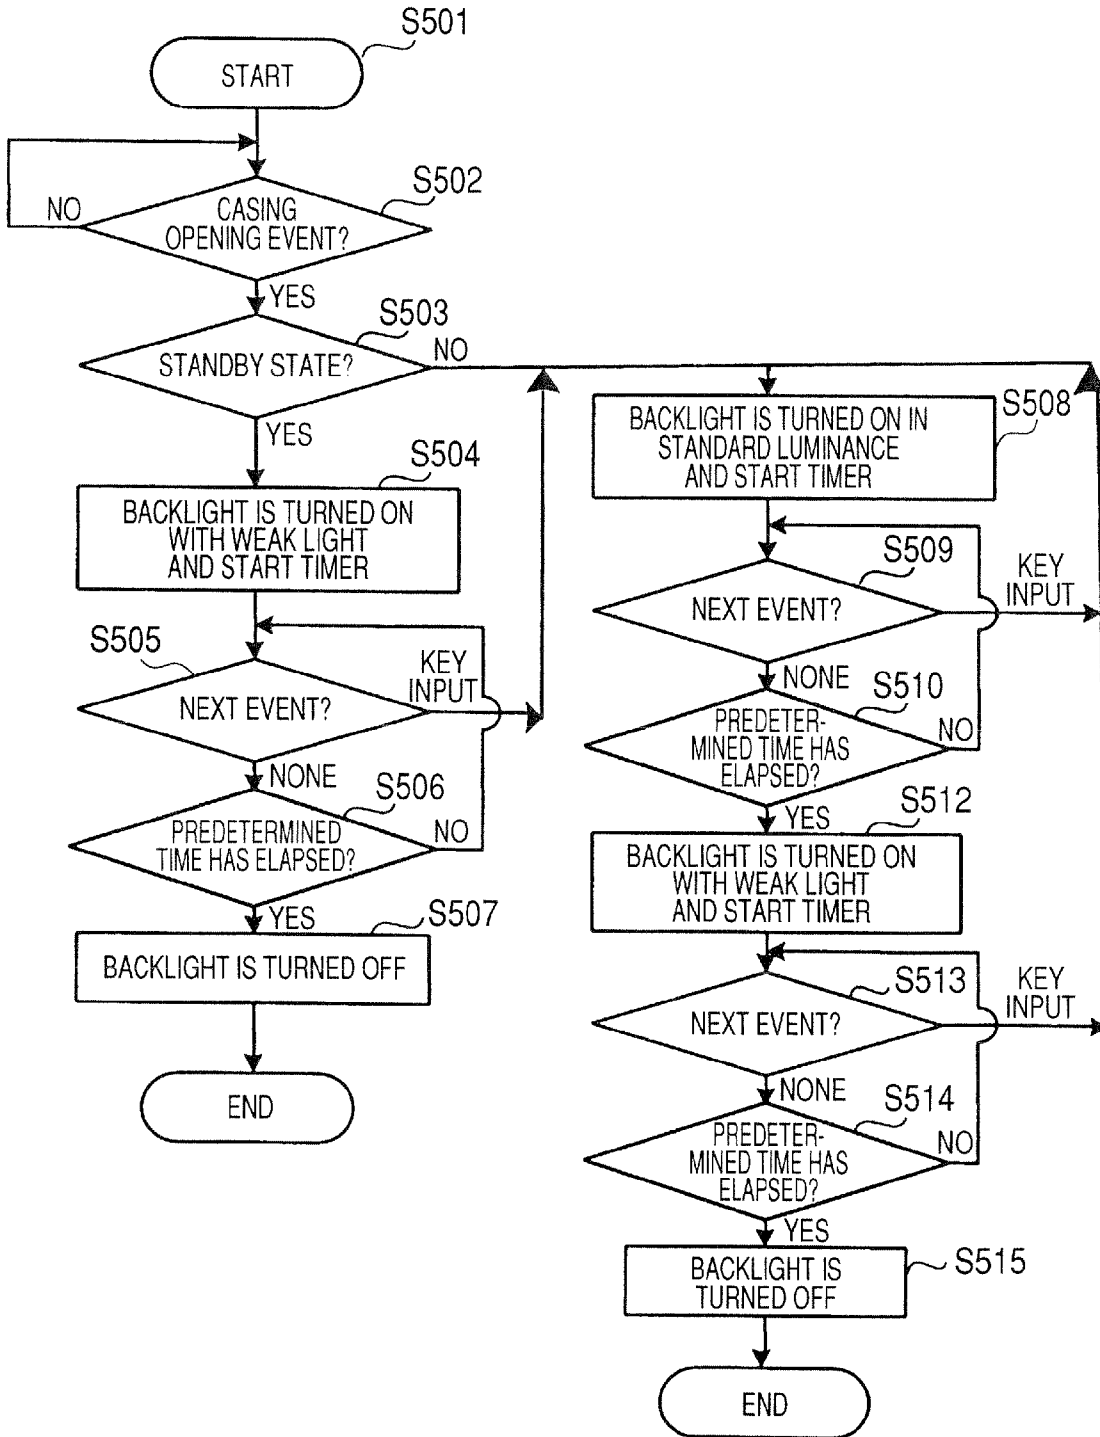 S501
START
S502
CASING
OPENING EVENT?
NO
YES
S503
STANDBY STATE?
NO
YES
S504
BACKLIGHT IS TURNED ON
WITH WEAK LIGHT
AND START TIMER
S505
NEXT EVENT?
KEY
INPUT
NONE
S506
PREDETERMINED
TIME HAS ELAPSED?
NO
YES
S507
BACKLIGHT IS TURNED OFF
END
S508
BACKLIGHT IS TURNED ON IN
STANDARD LUMINANCE
AND START TIMER
S509
NEXT EVENT?
KEY
INPUT
NONE
S510
PREDETER-
MINED TIME HAS
ELAPSED?
NO
YES
S512
BACKLIGHT IS TURNED ON
WITH WEAK LIGHT
AND START TIMER
S513
NEXT EVENT?
KEY
INPUT
NONE
S514
PREDETER-
MINED TIME HAS
ELAPSED?
NO
YES
S515
BACKLIGHT IS
TURNED OFF
END